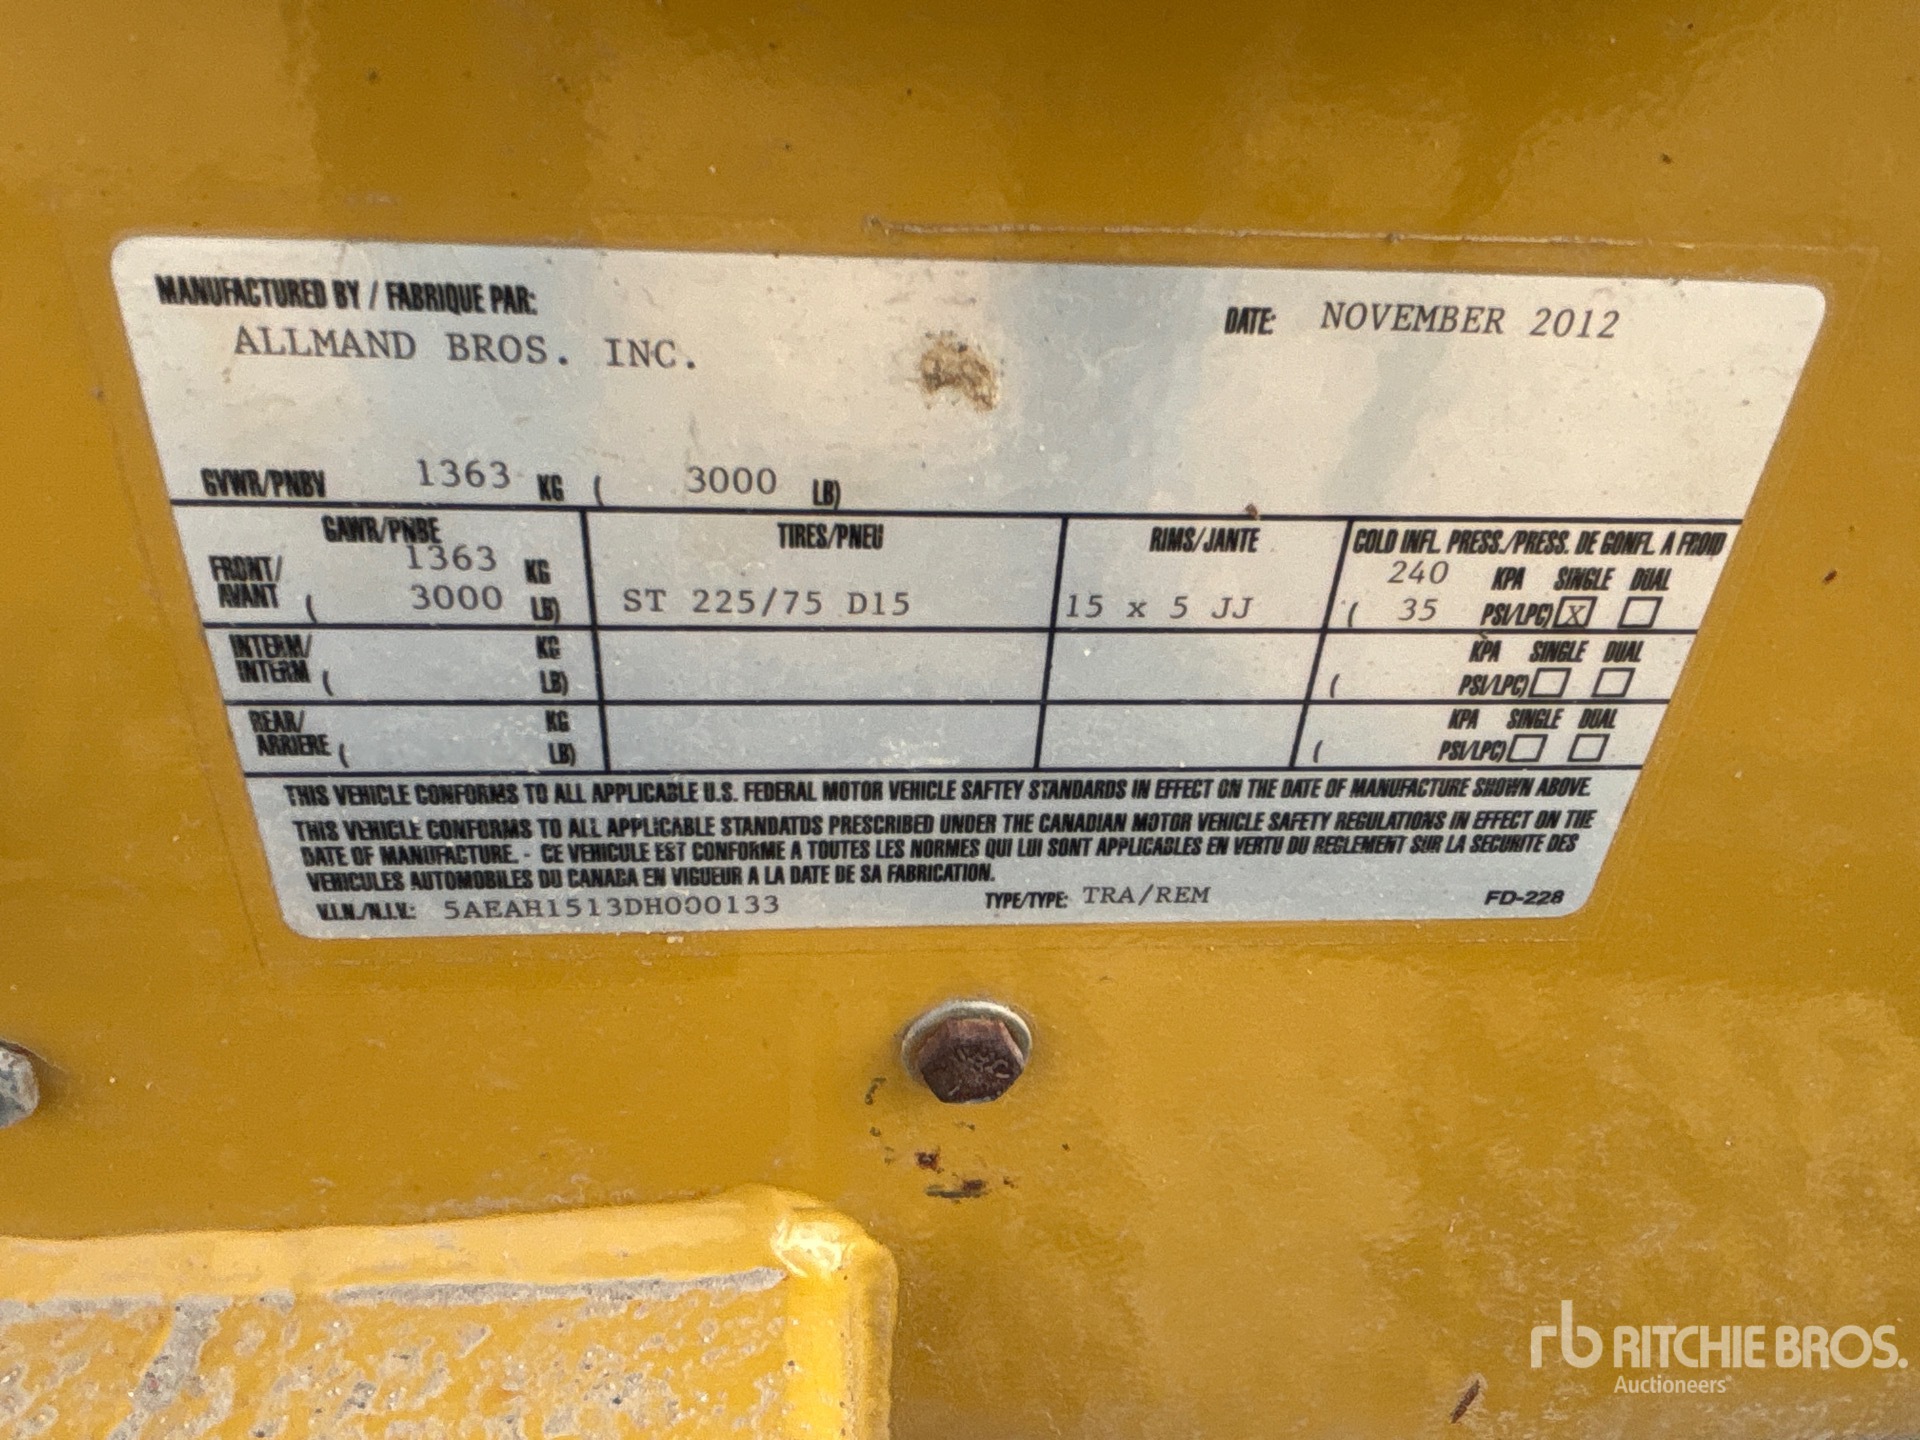 MANUFACTURED BY / FABRIQUE PAR:
ALLMAND BROS. INC.
DATE: NOVEMBER 2012
GVWR/PNBV 1363 KG ( 3000 LB)
GAWR/PNBE TIRES/PNEU RIMS/JANTE COLD INFL. PRESS./PRESS. DE GONFL. A FROID
FRONT/ 1363 KG 240 KPA SINGLE DUAL
AVANT ( 3000 LB) ST 225/75 D15 15 x 5 JJ ( 35 PSI/LPC) X
INTERM/ KG KPA SINGLE DUAL
INTERM ( LB) ( PSI/LPC)
REAR/ KG KPA SINGLE DUAL
ARRIERE ( LB) ( PSI/LPC)
THIS VEHICLE CONFORMS TO ALL APPLICABLE U.S. FEDERAL MOTOR VEHICLE SAFTEY STANDARDS IN EFFECT ON THE DATE OF MANUFACTURE SHOWN ABOVE.
THIS VEHICLE CONFORMS TO ALL APPLICABLE STANDATDS PRESCRIBED UNDER THE CANADIAN MOTOR VEHICLE SAFETY REGULATIONS IN EFFECT ON THE
DATE OF MANUFACTURE. - CE VEHICULE EST CONFORME A TOUTES LES NORMES QUI LUI SONT APPLICABLES EN VERTU DU REGLEMENT SUR LA SECURITE DES
VEHICULES AUTOMOBILES DU CANADA EN VIGUEUR A LA DATE DE SA FABRICATION.
V.I.N./N.I.V.: 5AEAH1513DH000133 TYPE/TYPE: TRA/REM FD-228
rb RITCHIE BROS.
Auctioneers